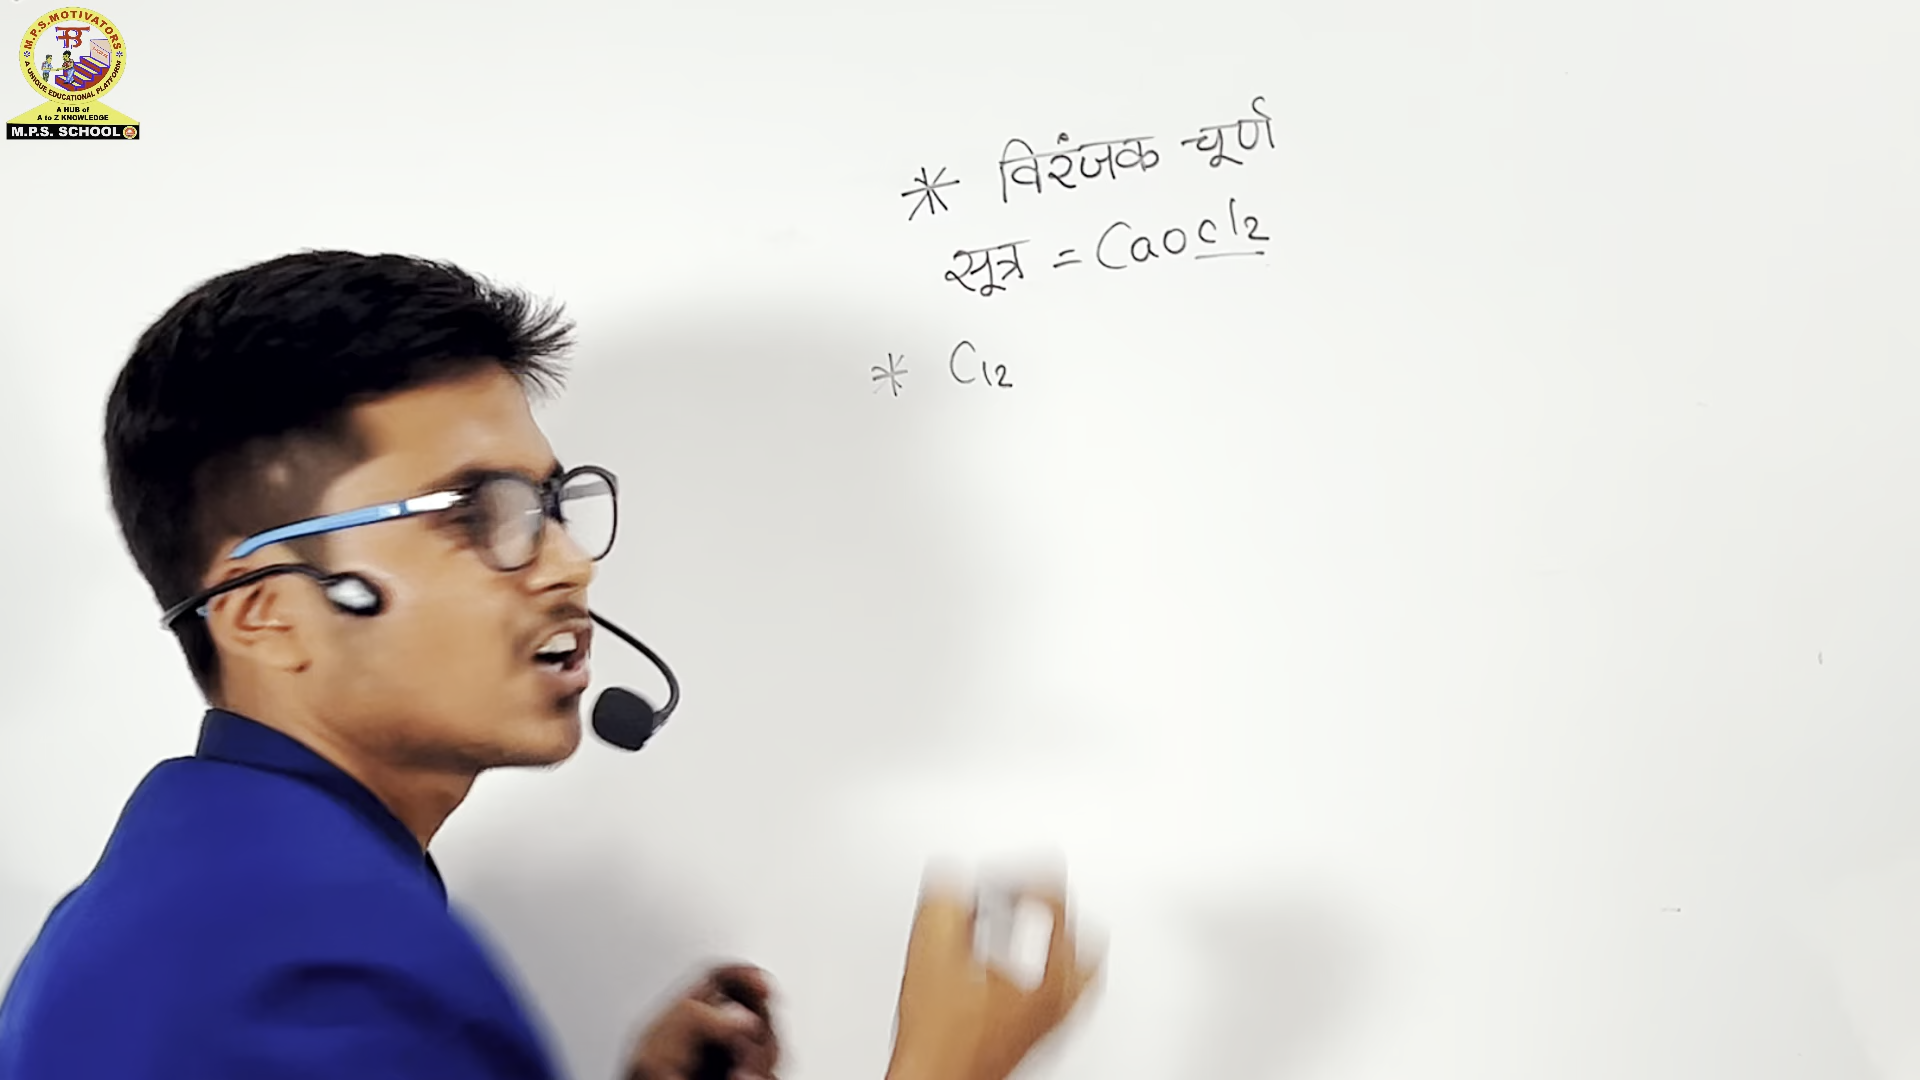 M.P.S.MOTIVATORS
A UNIQUE EDUCATIONAL PLATFORM
A HUB of
A to Z KNOWLEDGE
M.P.S. SCHOOL
* विरंजक चूर्ण
सूत्र = CaOCl2
* Cl2